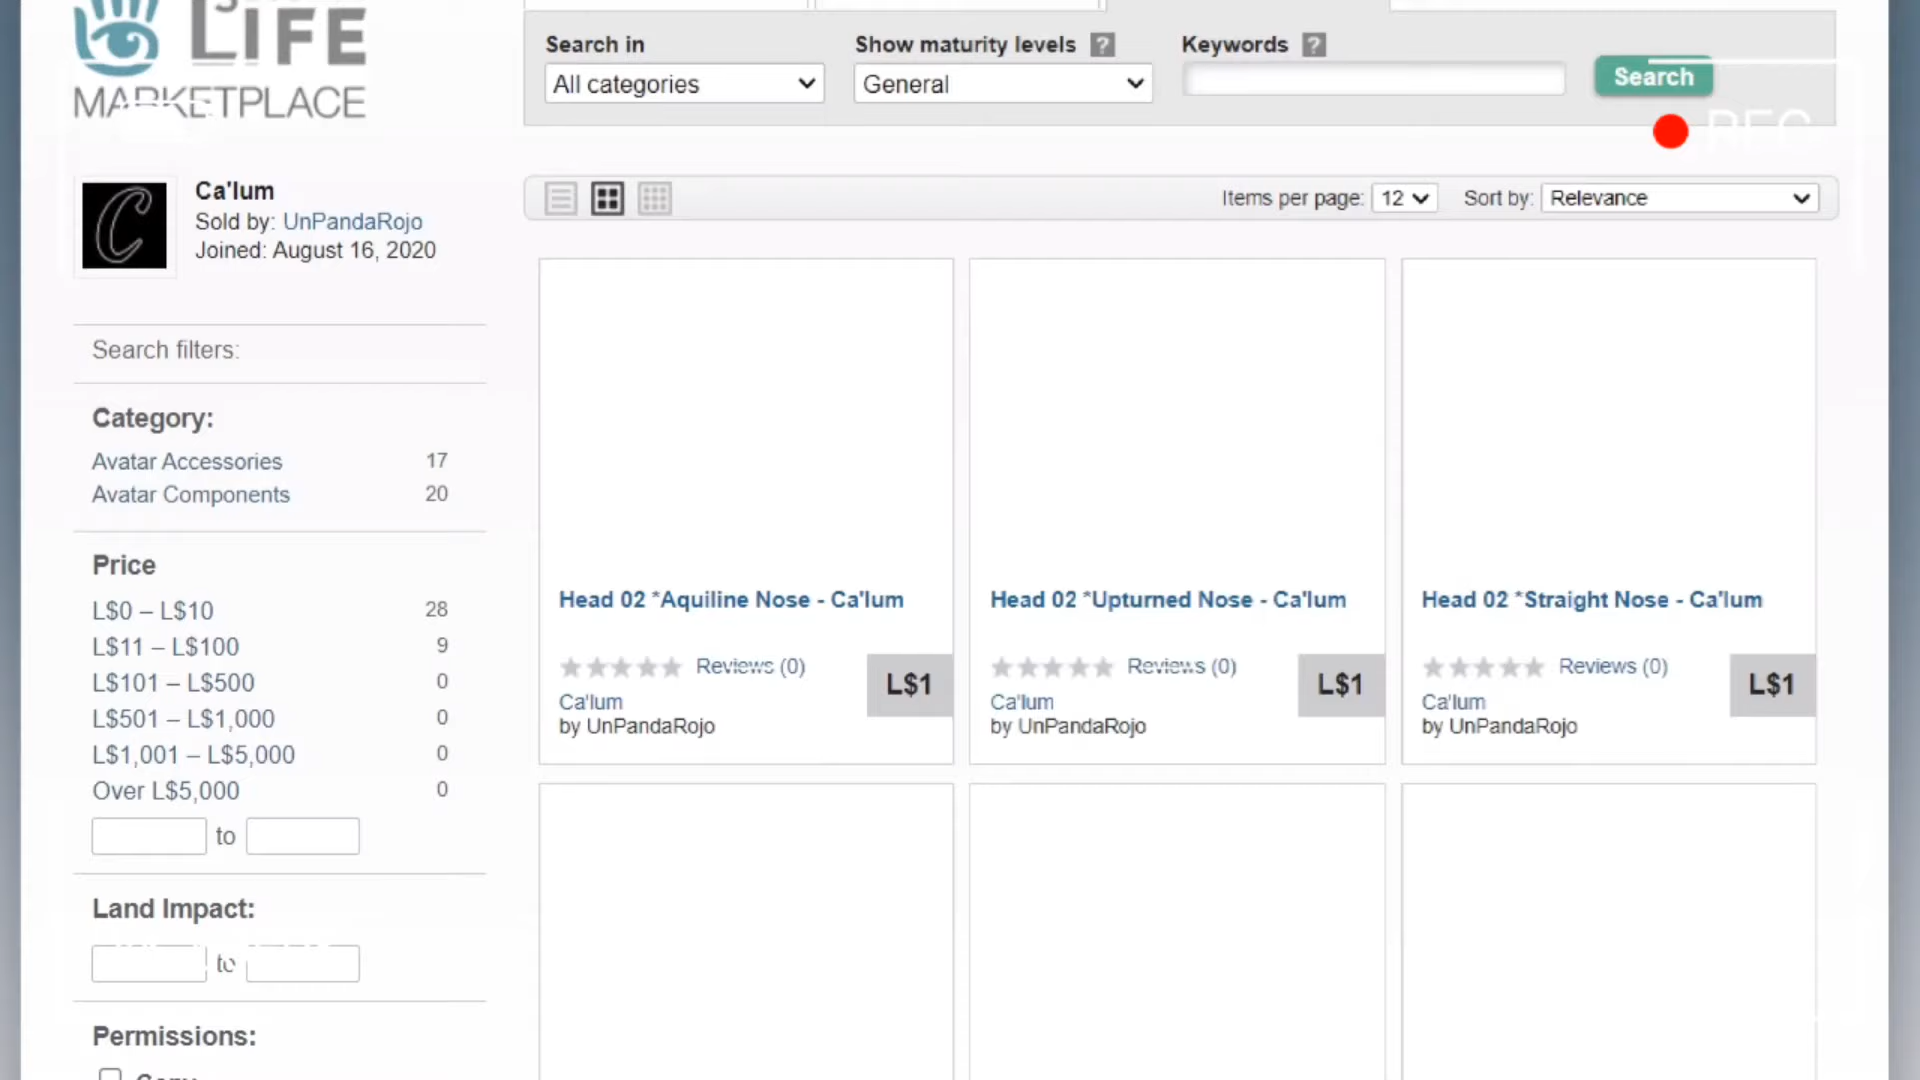 LIFE
MARKETPLACE
Search in
Show maturity levels ?
Keywords ?
All categories
General
Search
REC
C
Ca'lum
Sold by: UnPandaRojo
Joined: August 16, 2020
Items per page: 12
Sort by: Relevance
Search filters:
Category:
Avatar Accessories 17
Avatar Components 20
Price
L$0 – L$10 28
L$11 – L$100 9
L$101 – L$500 0
L$501 – L$1,000 0
L$1,001 – L$5,000 0
Over L$5,000 0
to
Land Impact:
to
Permissions:
Head 02 *Aquiline Nose - Ca'lum
Reviews (0)
L$1
Ca'lum
by UnPandaRojo
Head 02 *Upturned Nose - Ca'lum
Reviews (0)
L$1
Ca'lum
by UnPandaRojo
Head 02 *Straight Nose - Ca'lum
Reviews (0)
L$1
Ca'lum
by UnPandaRojo